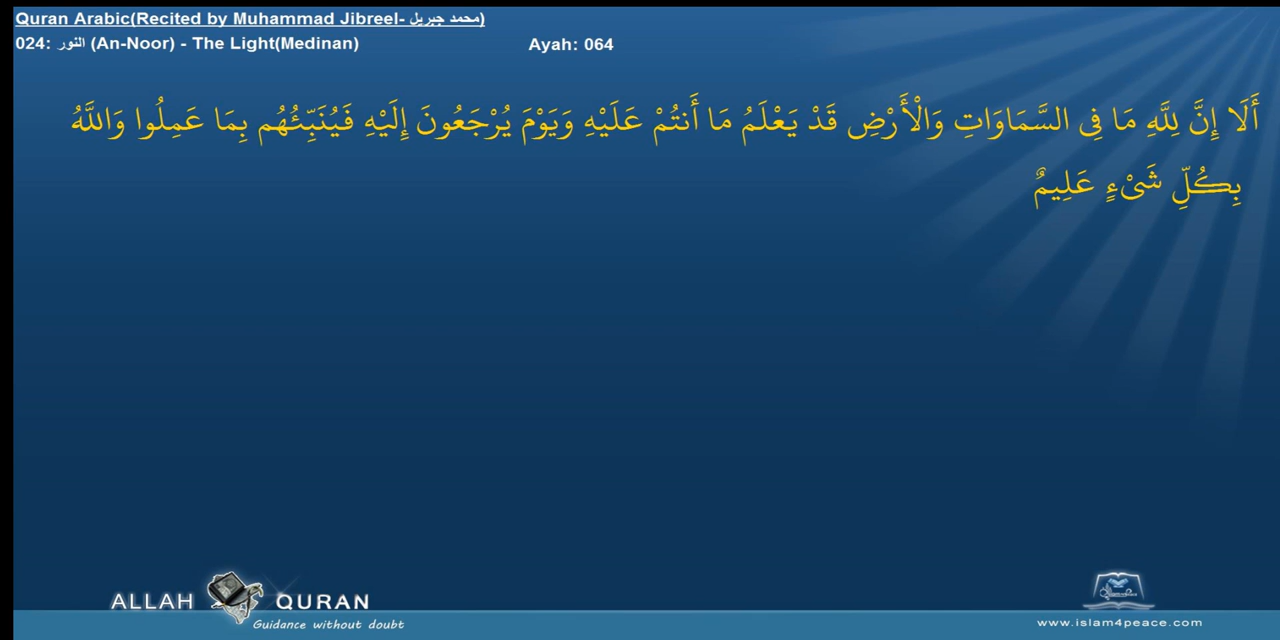 Quran Arabic(Recited by Muhammad Jibreel- محمد جبريل)
024: النور (An-Noor) - The Light(Medinan) Ayah: 064
أَلَا إِنَّ لِلَّهِ مَا فِى السَّمَاوَاتِ وَالْأَرْضِ قَدْ يَعْلَمُ مَا أَنتُمْ عَلَيْهِ وَيَوْمَ يُرْجَعُونَ إِلَيْهِ فَيُنَبِّئُهُم بِمَا عَمِلُوا وَاللَّهُ
بِكُلِّ شَىْءٍ عَلِيمٌ
ALLAH QURAN
Guidance without doubt
www.islam4peace.com